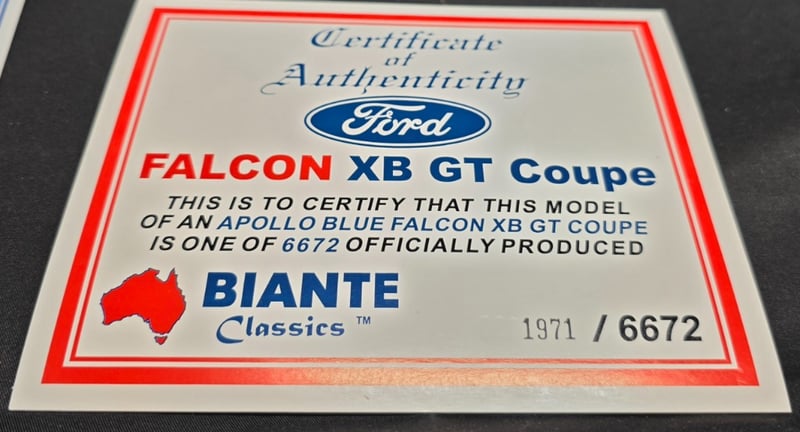 Certificate
of
Authenticity
Ford
FALCON XB GT Coupe
THIS IS TO CERTIFY THAT THIS MODEL
OF AN APOLLO BLUE FALCON XB GT COUPE
IS ONE OF 6672 OFFICIALLY PRODUCED
BIANTE
Classics ™
1971 / 6672